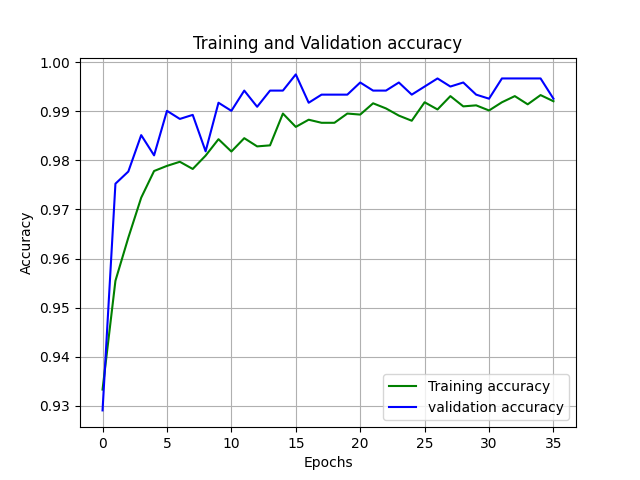 Training and Validation accuracy
Accuracy
1.00
0.99
0.98
0.97
0.96
0.95
0.94
0.93
Training accuracy
validation accuracy
0 5 10 15 20 25 30 35
Epochs